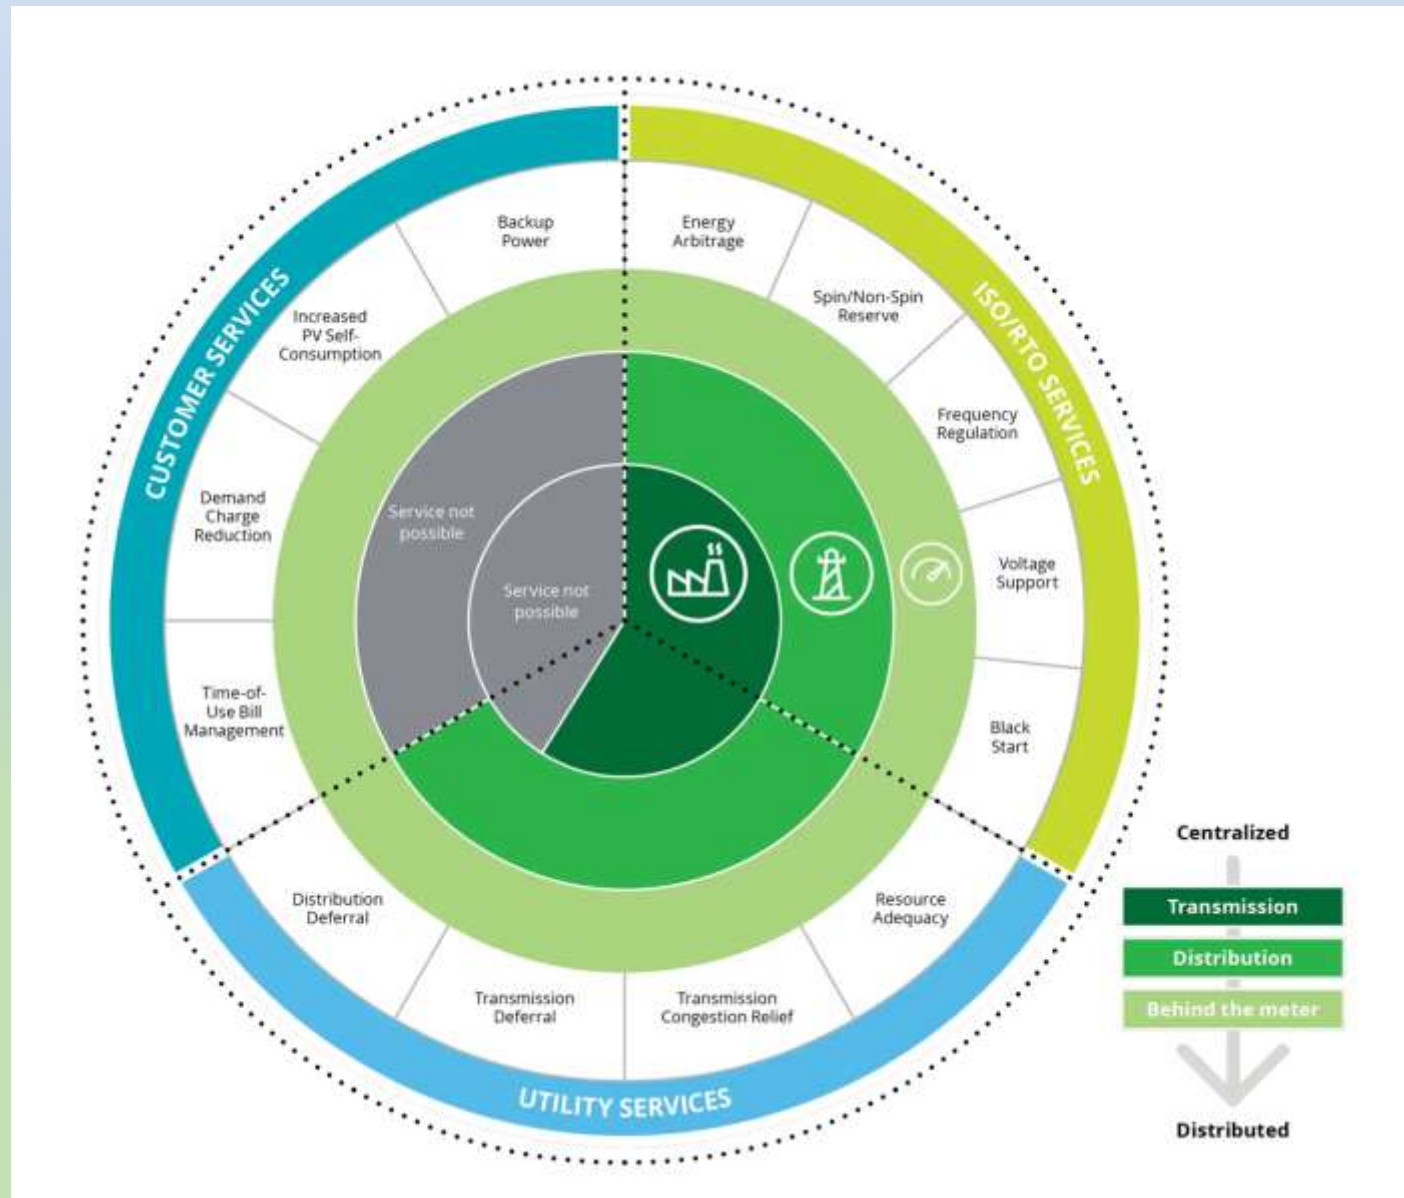 CUSTOMER SERVICES
ISO/RTO SERVICES
UTILITY SERVICES
Backup
Power
Energy
Arbitrage
Spin/Non-Spin
Reserve
Frequency
Regulation
Voltage
Support
Black
Start
Resource
Adequacy
Transmission
Congestion Relief
Transmission
Deferral
Distribution
Deferral
Time-of-
Use Bill
Management
Demand
Charge
Reduction
Increased
PV Self-
Consumption
Service not
possible
Service not
possible
Centralized
Transmission
Distribution
Behind the meter
Distributed